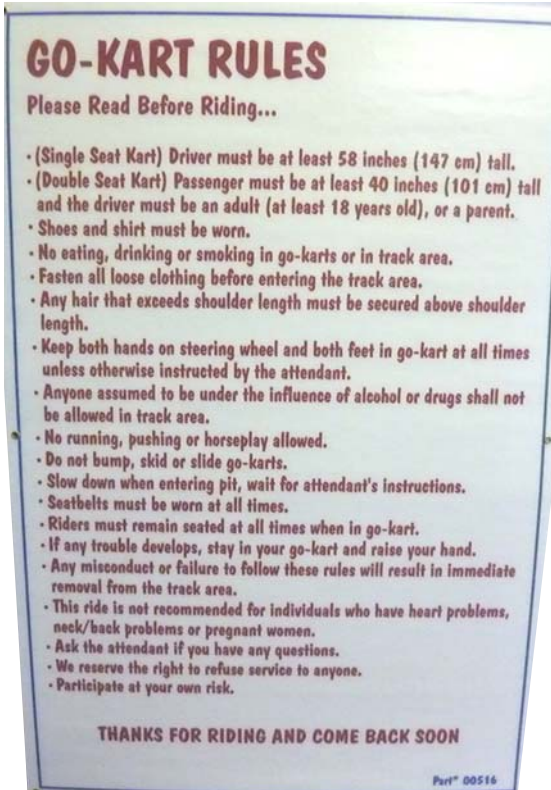 GO-KART RULES
Please Read Before Riding...
· (Single Seat Kart) Driver must be at least 58 inches (147 cm) tall.
· (Double Seat Kart) Passenger must be at least 40 inches (101 cm) tall
and the driver must be an adult (at least 18 years old), or a parent.
· Shoes and shirt must be worn.
· No eating, drinking or smoking in go-karts or in track area.
· Fasten all loose clothing before entering the track area.
· Any hair that exceeds shoulder length must be secured above shoulder
length.
· Keep both hands on steering wheel and both feet in go-kart at all times
unless otherwise instructed by the attendant.
· Anyone assumed to be under the influence of alcohol or drugs shall not
be allowed in track area.
· No running, pushing or horseplay allowed.
· Do not bump, skid or slide go-karts.
· Slow down when entering pit, wait for attendant's instructions.
· Seatbelts must be worn at all times.
· Riders must remain seated at all times when in go-kart.
· If any trouble develops, stay in your go-kart and raise your hand.
· Any misconduct or failure to follow these rules will result in immediate
removal from the track area.
· This ride is not recommended for individuals who have heart problems,
neck/back problems or pregnant women.
· Ask the attendant if you have any questions.
· We reserve the right to refuse service to anyone.
· Participate at your own risk.
THANKS FOR RIDING AND COME BACK SOON
Part# 00516